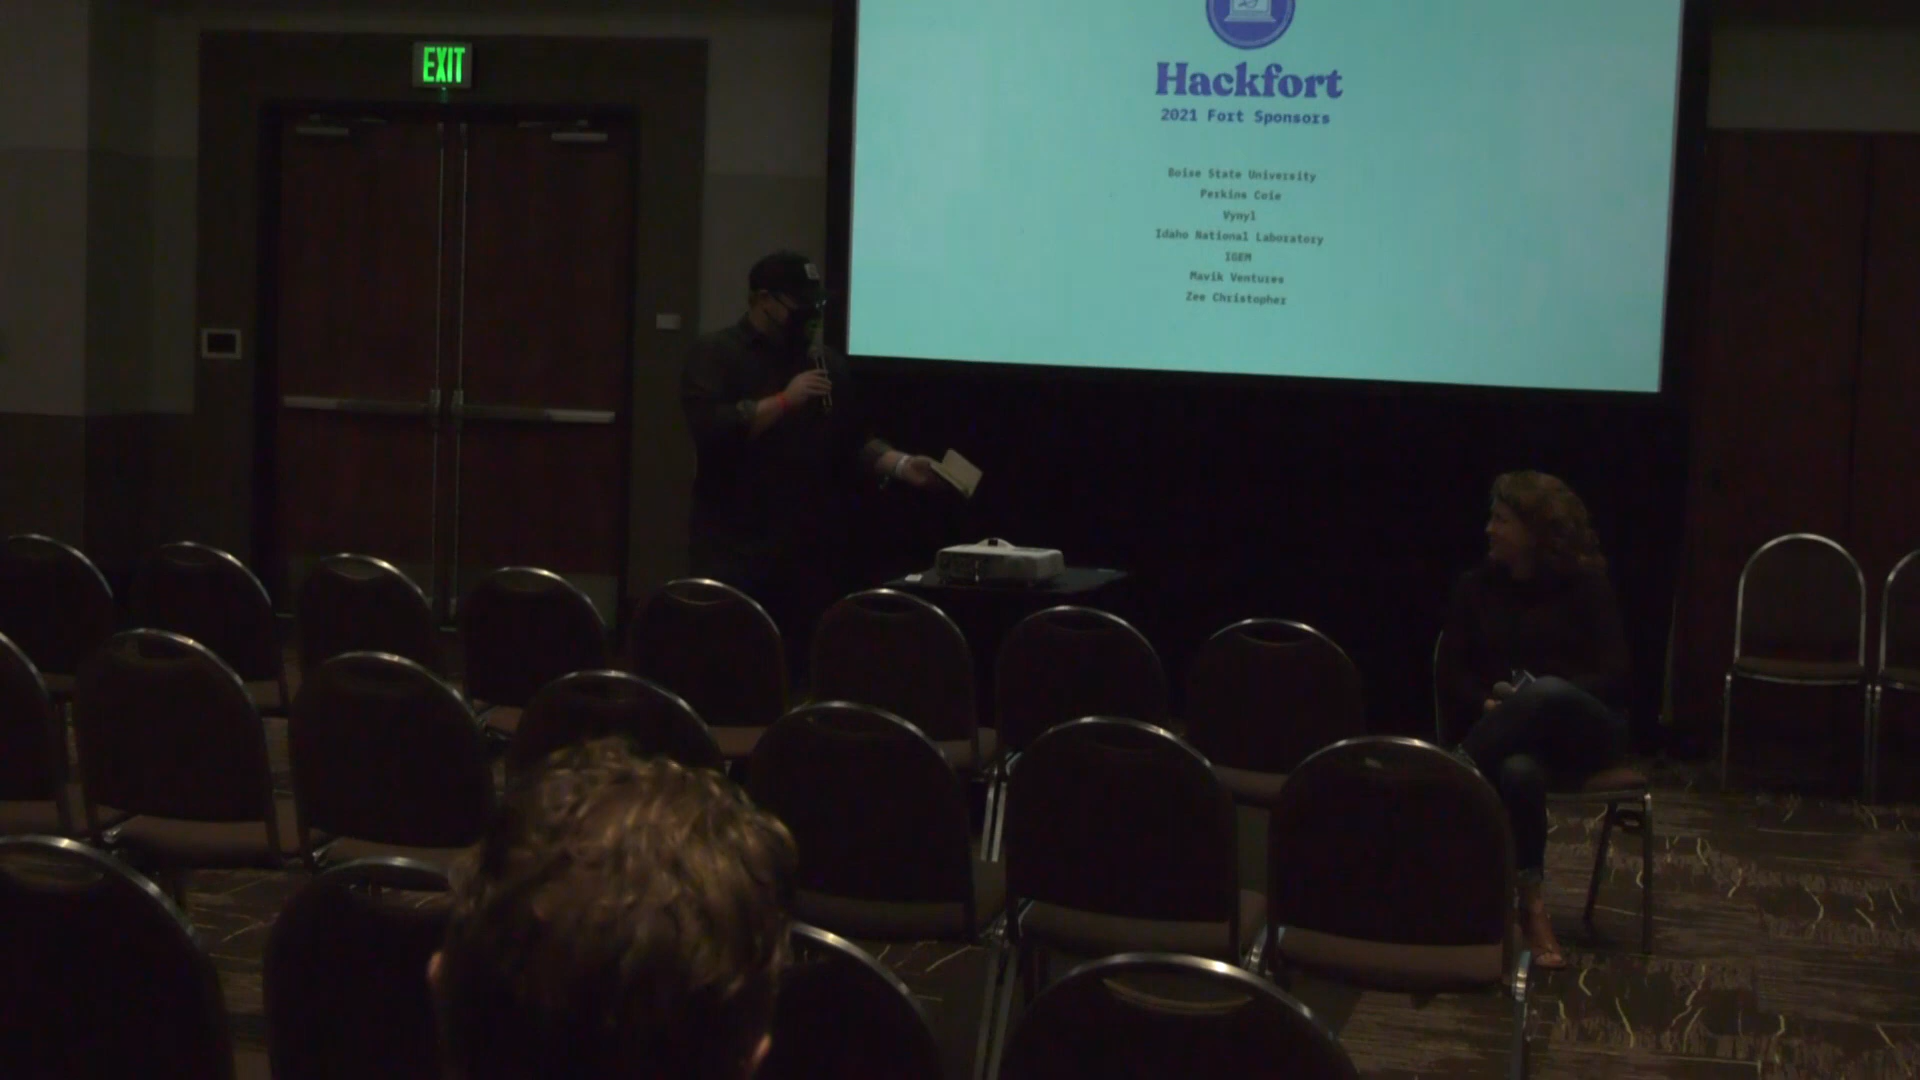 EXIT
Hackfort
2021 Fort Sponsors
Boise State University
Perkins Coie
Vynyl
Idaho National Laboratory
IGEM
Mavik Ventures
Zee Christopher